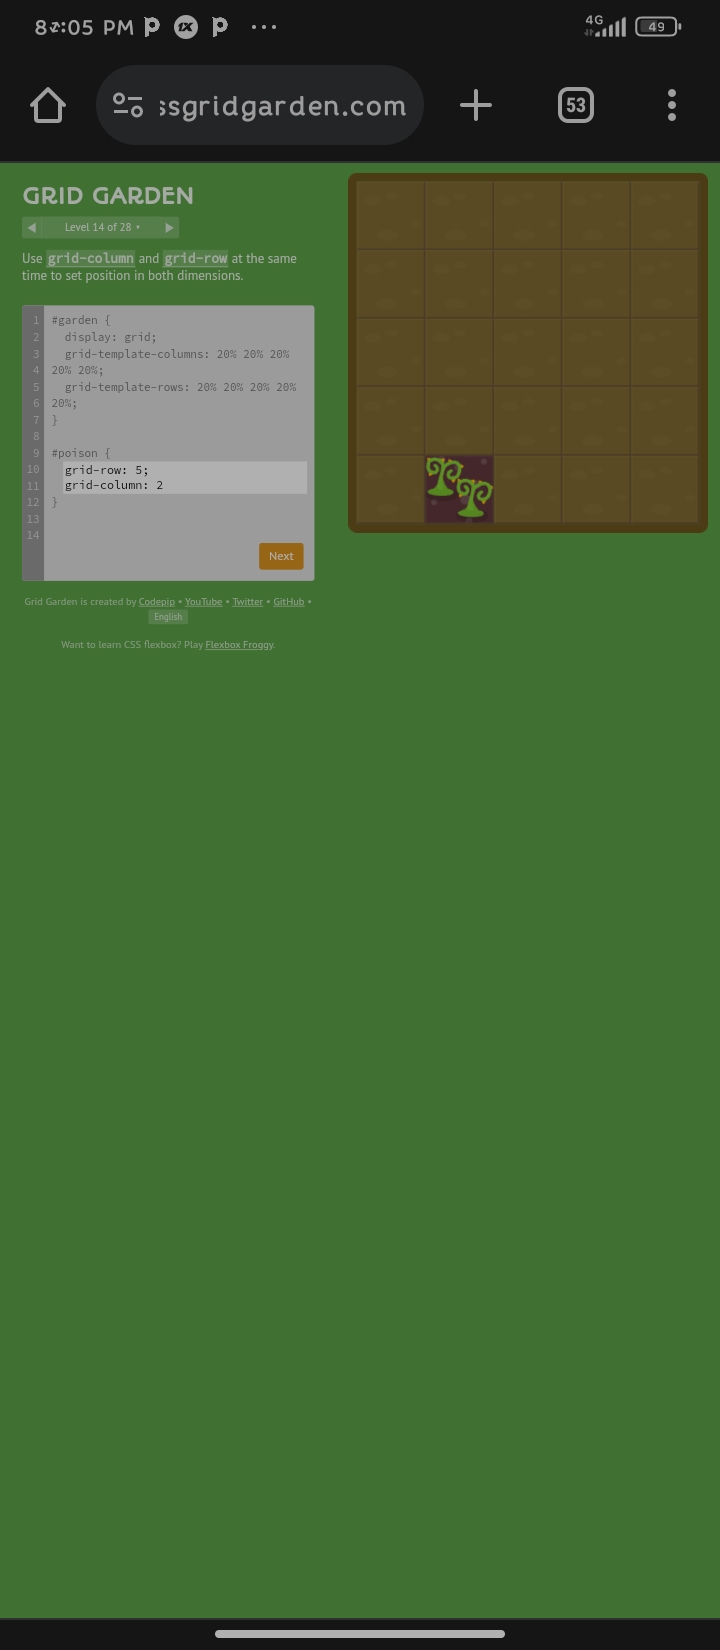 8:05 PM
1X
4G
49
ssgridgarden.com
53
GRID GARDEN
Level 14 of 28
Use grid-column and grid-row at the same
time to set position in both dimensions.
1 #garden {
2 display: grid;
3 grid-template-columns: 20% 20% 20%
4 20% 20%;
5 grid-template-rows: 20% 20% 20% 20%
6 20%;
7 }
8
9 #poison {
10 grid-row: 5;
11 grid-column: 2
12 }
13
14
Next
Grid Garden is created by Codepip • YouTube • Twitter • GitHub •
English
Want to learn CSS flexbox? Play Flexbox Froggy.